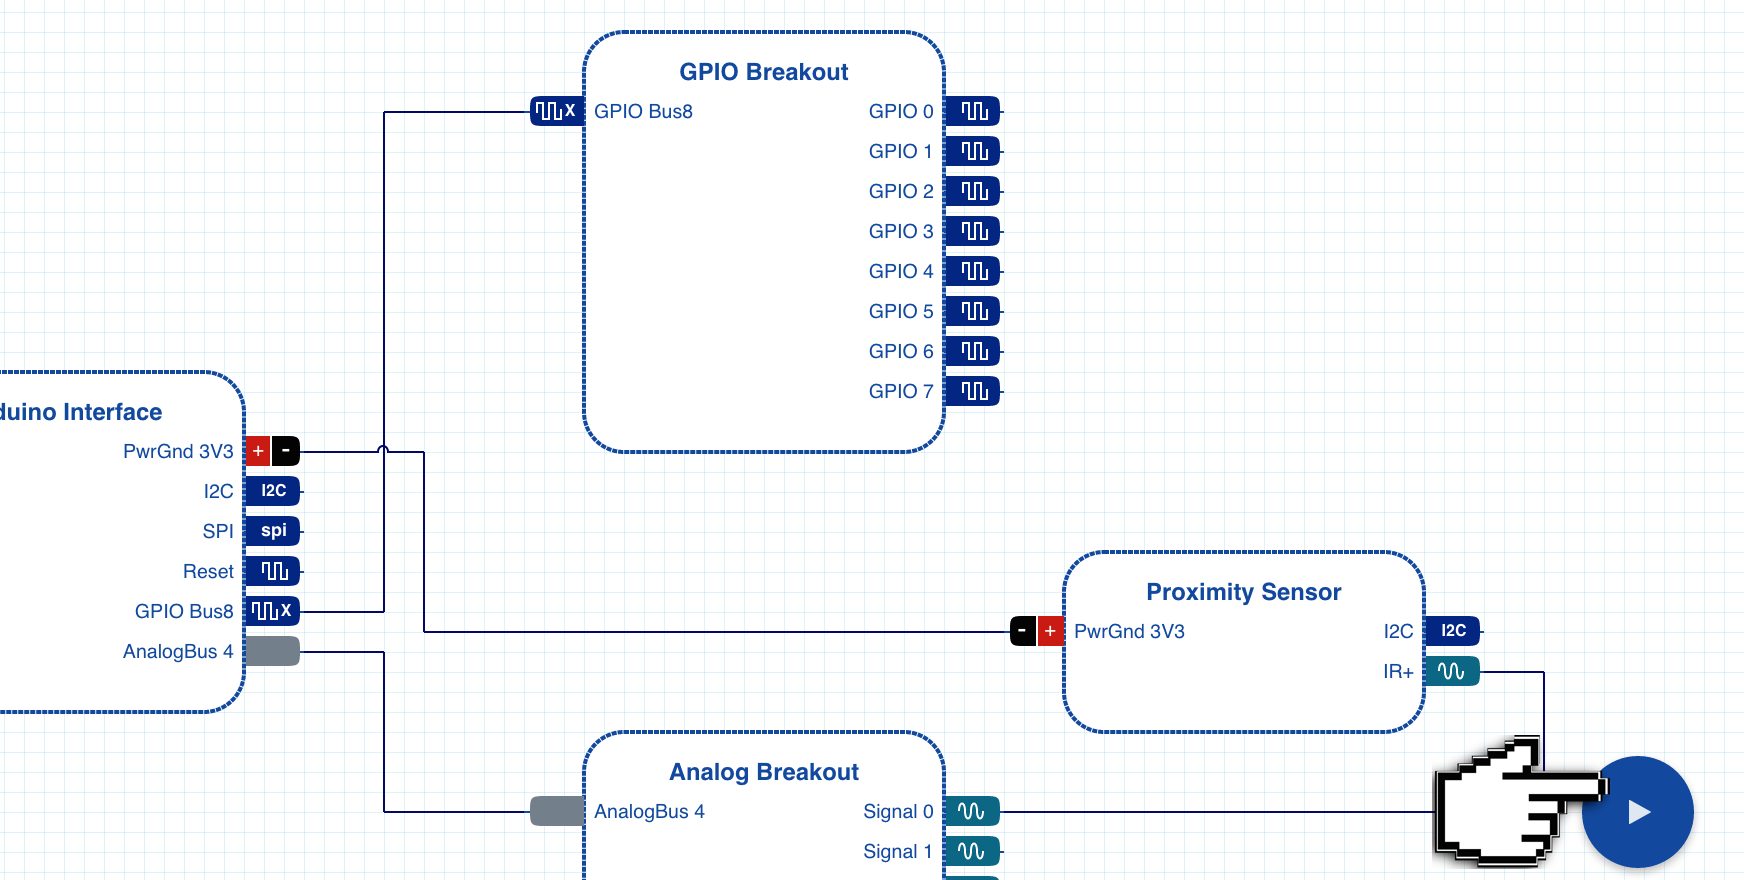 GPIO Breakout
X GPIO Bus8 GPIO 0
GPIO 1
GPIO 2
GPIO 3
GPIO 4
GPIO 5
GPIO 6
GPIO 7
duino Interface
PwrGnd 3V3 + -
I2C I2C
SPI spi
Reset
GPIO Bus8 X
AnalogBus 4
Proximity Sensor
- + PwrGnd 3V3 I2C I2C
IR+
Analog Breakout
AnalogBus 4 Signal 0
Signal 1